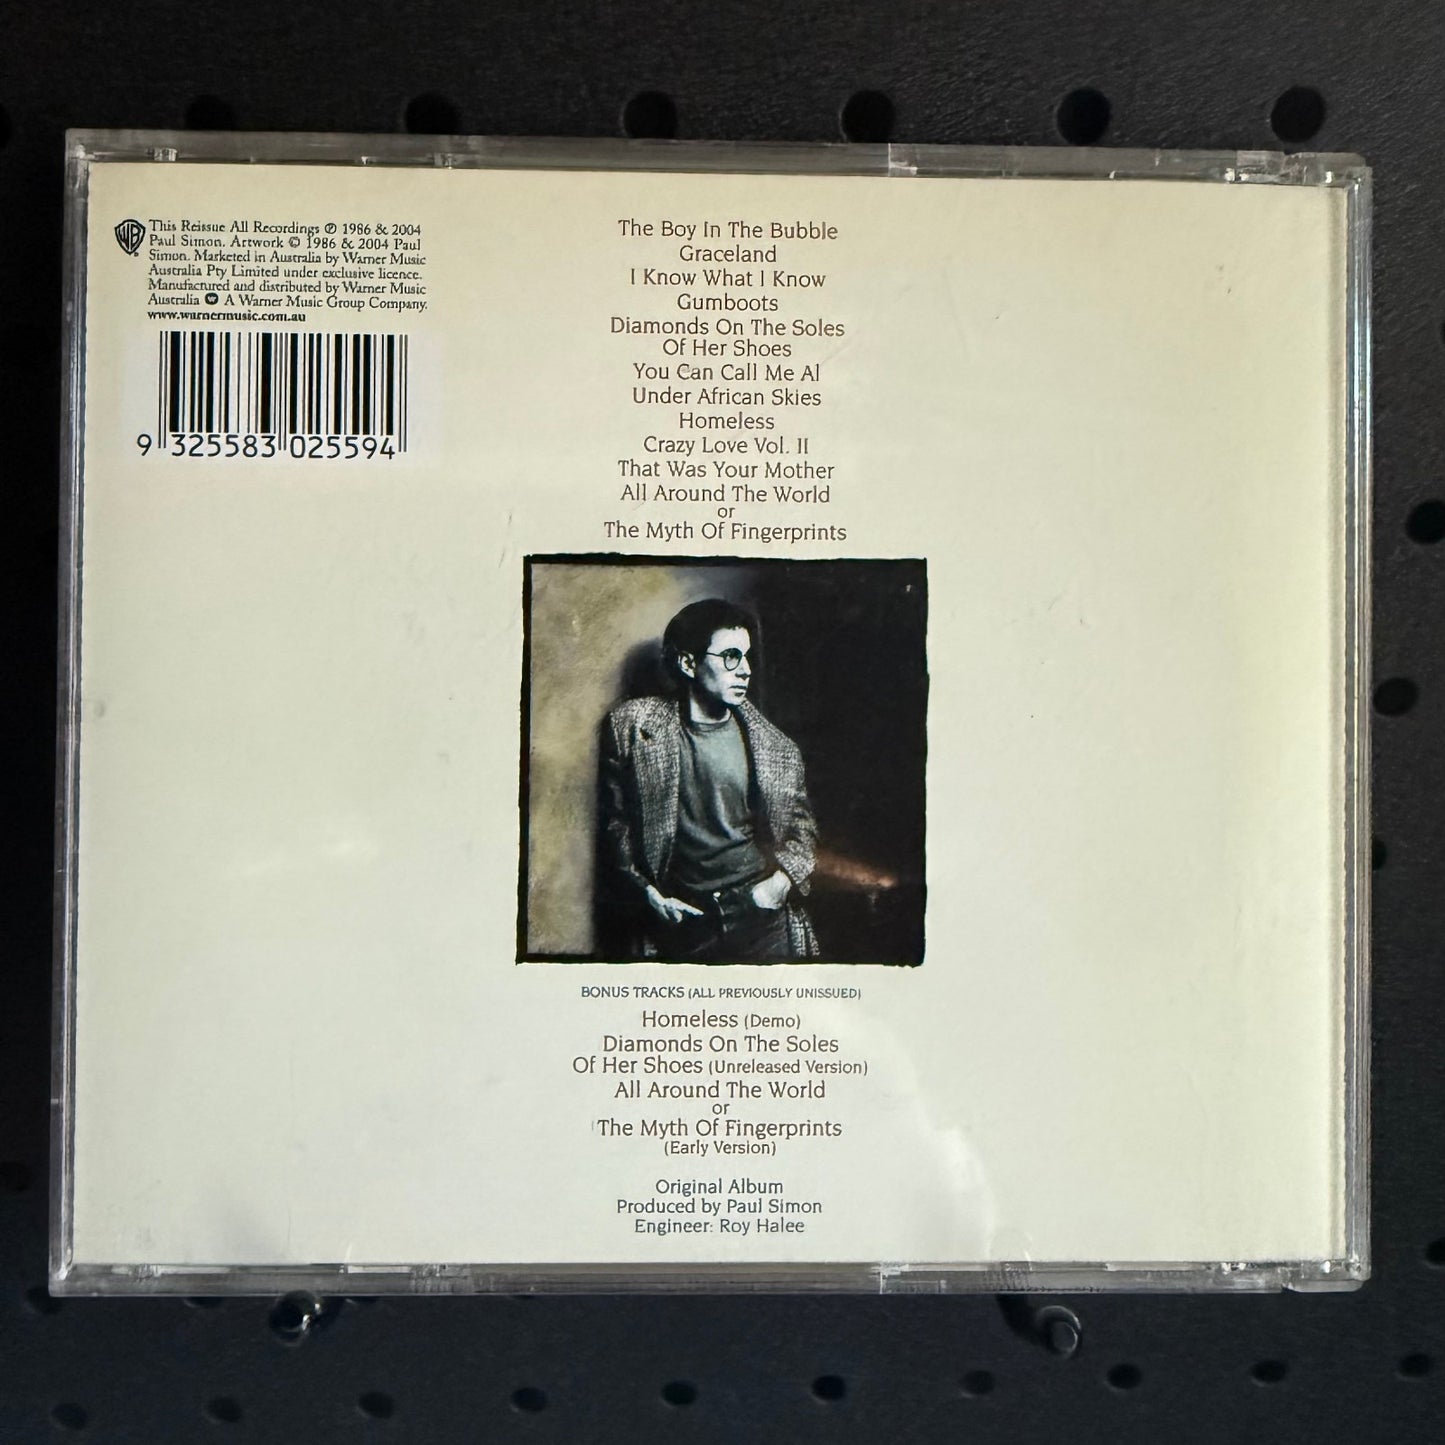 This Reissue All Recordings ℗ 1986 & 2004
Paul Simon. Artwork © 1986 & 2004 Paul
Simon. Marketed in Australia by Warner Music
Australia Pty Limited under exclusive licence.
Manufactured and distributed by Warner Music
Australia A Warner Music Group Company.
www.warnermusic.com.au
9 325583 025594
The Boy In The Bubble
Graceland
I Know What I Know
Gumboots
Diamonds On The Soles
Of Her Shoes
You Can Call Me Al
Under African Skies
Homeless
Crazy Love Vol. II
That Was Your Mother
All Around The World
or
The Myth Of Fingerprints
BONUS TRACKS (ALL PREVIOUSLY UNISSUED)
Homeless (Demo)
Diamonds On The Soles
Of Her Shoes (Unreleased Version)
All Around The World
or
The Myth Of Fingerprints
(Early Version)
Original Album
Produced by Paul Simon
Engineer: Roy Halee